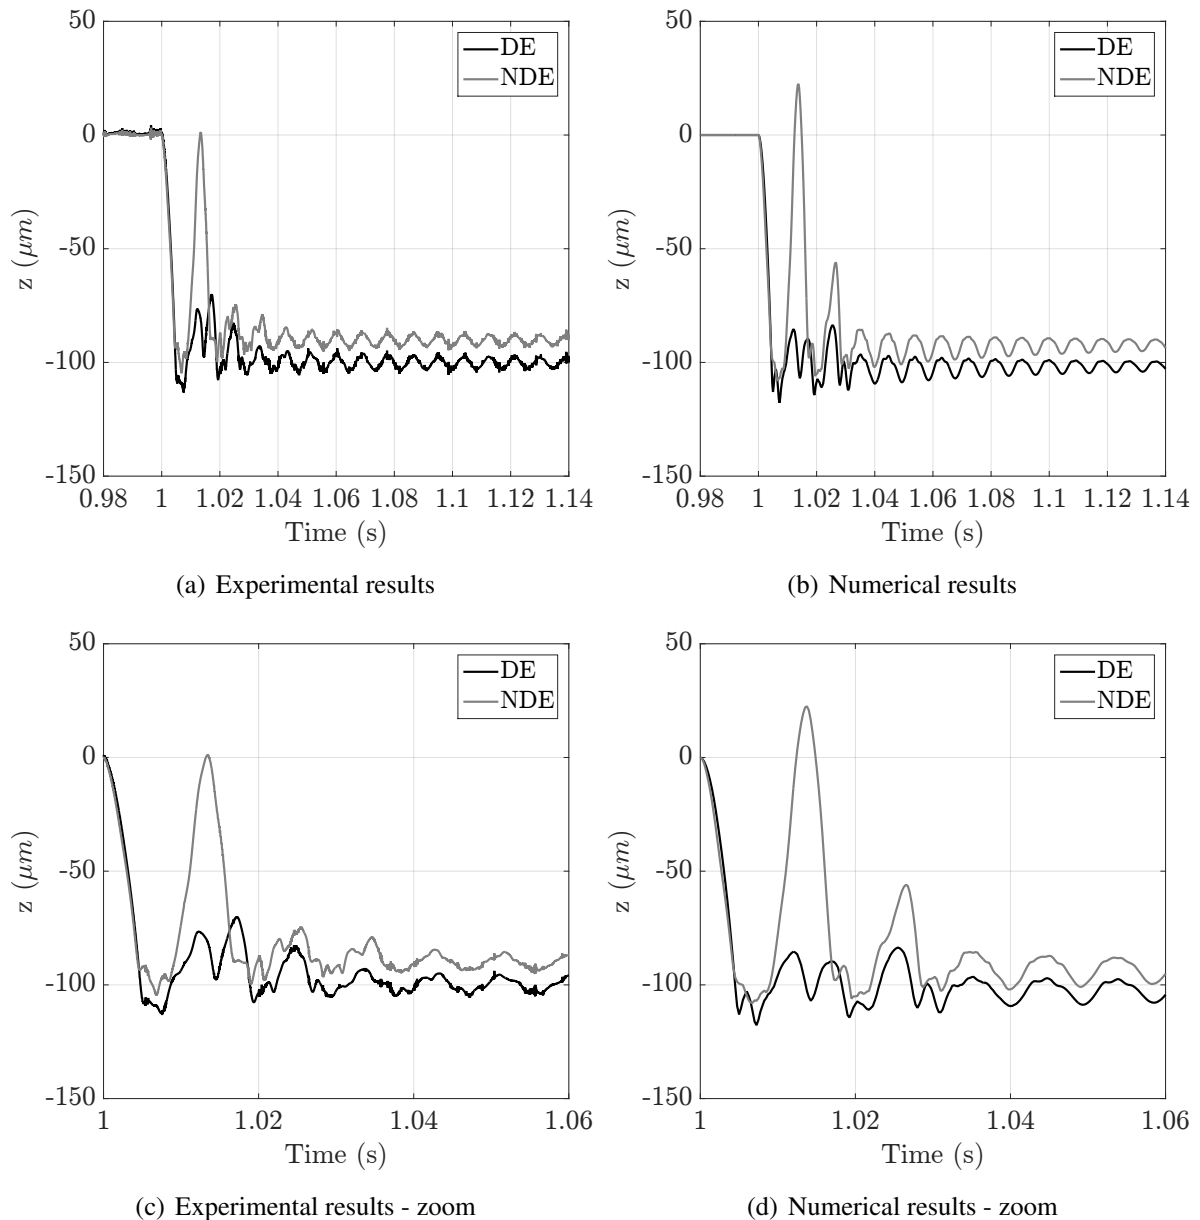 50
0
-50
-100
-150
z (μm)
0.98 1 1.02 1.04 1.06 1.08 1.1 1.12 1.14
Time (s)
DE
NDE
(a) Experimental results
50
0
-50
-100
-150
z (μm)
0.98 1 1.02 1.04 1.06 1.08 1.1 1.12 1.14
Time (s)
DE
NDE
(b) Numerical results
50
0
-50
-100
-150
z (μm)
1 1.02 1.04 1.06
Time (s)
DE
NDE
(c) Experimental results - zoom
50
0
-50
-100
-150
z (μm)
1 1.02 1.04 1.06
Time (s)
DE
NDE
(d) Numerical results - zoom